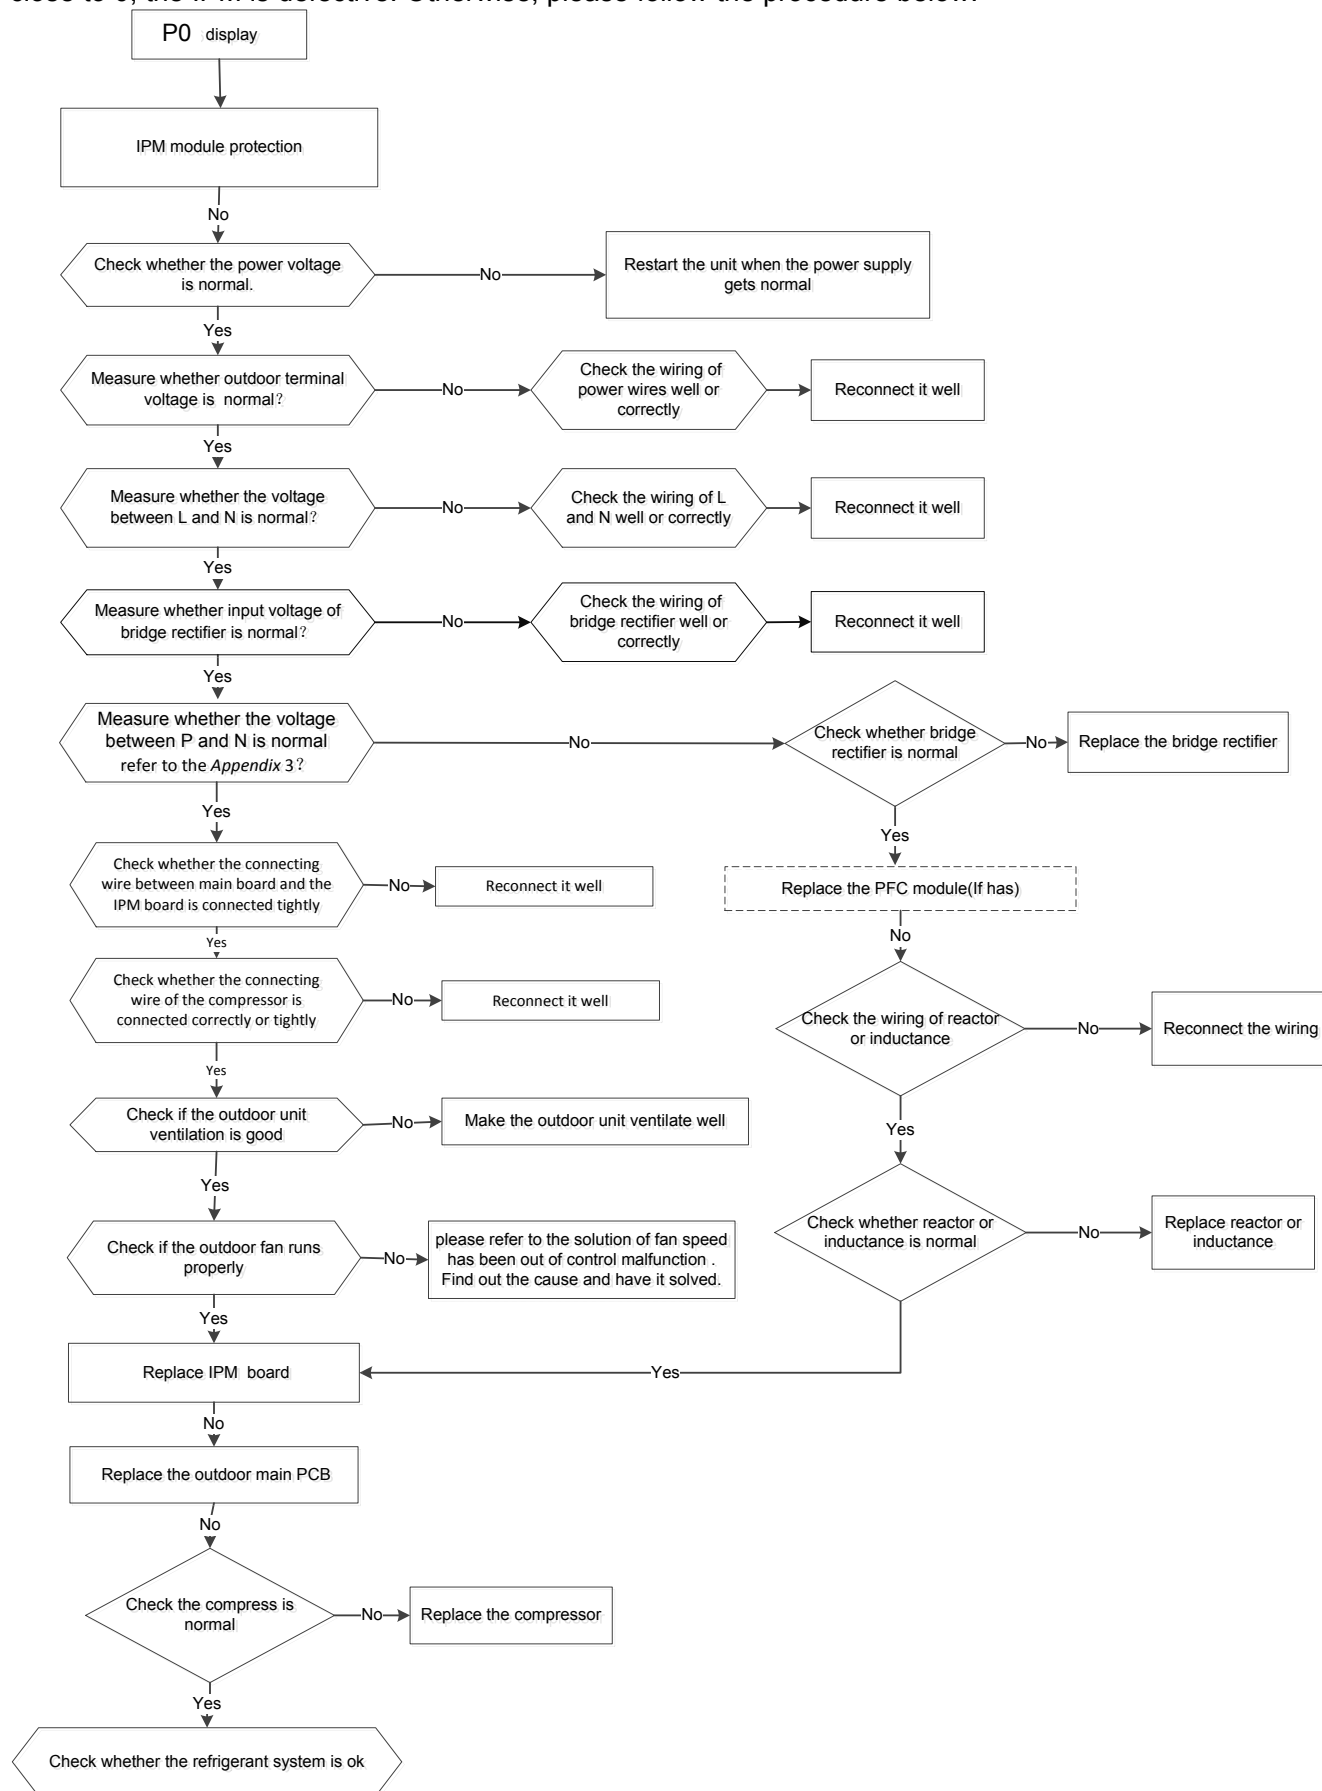 close to 0, the IPM is defective. Otherwise, please follow the procedure below:
P0 display
IPM module protection
No
Check whether the power voltage
is normal.
No
Restart the unit when the power supply
gets normal
Yes
Measure whether outdoor terminal
voltage is normal?
No
Check the wiring of
power wires well or
correctly
Reconnect it well
Yes
Measure whether the voltage
between L and N is normal?
No
Check the wiring of L
and N well or correctly
Reconnect it well
Yes
Measure whether input voltage of
bridge rectifier is normal?
No
Check the wiring of
bridge rectifier well or
correctly
Reconnect it well
Yes
Measure whether the voltage
between P and N is normal
refer to the Appendix 3?
No
Check whether bridge
rectifier is normal
No
Replace the bridge rectifier
Yes
Yes
Check whether the connecting
wire between main board and the
IPM board is connected tightly
No
Reconnect it well
Replace the PFC module(If has)
No
Yes
Check whether the connecting
wire of the compressor is
connected correctly or tightly
No
Reconnect it well
Check the wiring of reactor
or inductance
No
Reconnect the wiring
Yes
Check if the outdoor unit
ventilation is good
No
Make the outdoor unit ventilate well
Yes
Yes
Check if the outdoor fan runs
properly
No
please refer to the solution of fan speed
has been out of control malfunction .
Find out the cause and have it solved.
Check whether reactor or
inductance is normal
No
Replace reactor or
inductance
Yes
Replace IPM board
Yes
No
Replace the outdoor main PCB
No
Check the compress is
normal
No
Replace the compressor
Yes
Check whether the refrigerant system is ok